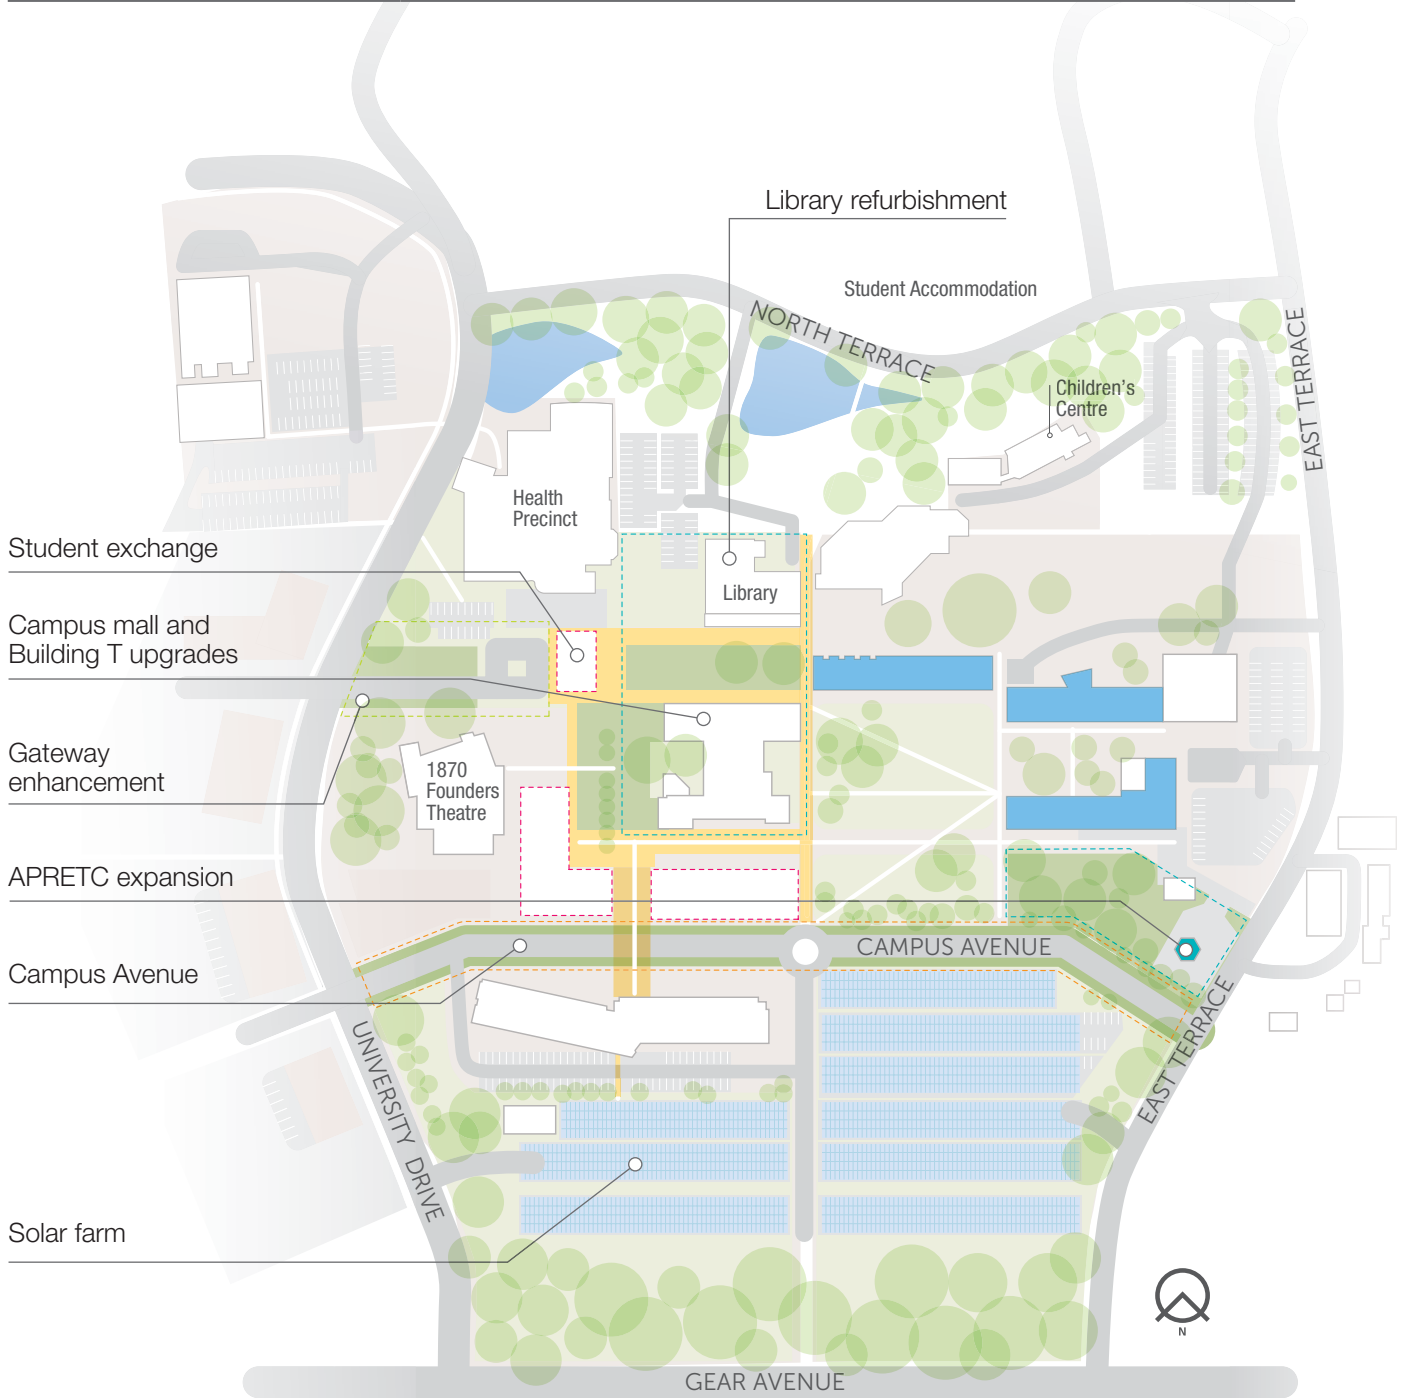 Library refurbishment
Student Accommodation
NORTH TERRACE
EAST TERRACE
Children's
Centre
Health
Precinct
Student exchange
Library
Campus mall and
Building T upgrades
Gateway
enhancement
1870
Founders
Theatre
APRETC expansion
CAMPUS AVENUE
Campus Avenue
UNIVERSITY DRIVE
EAST TERRACE
Solar farm
N
GEAR AVENUE